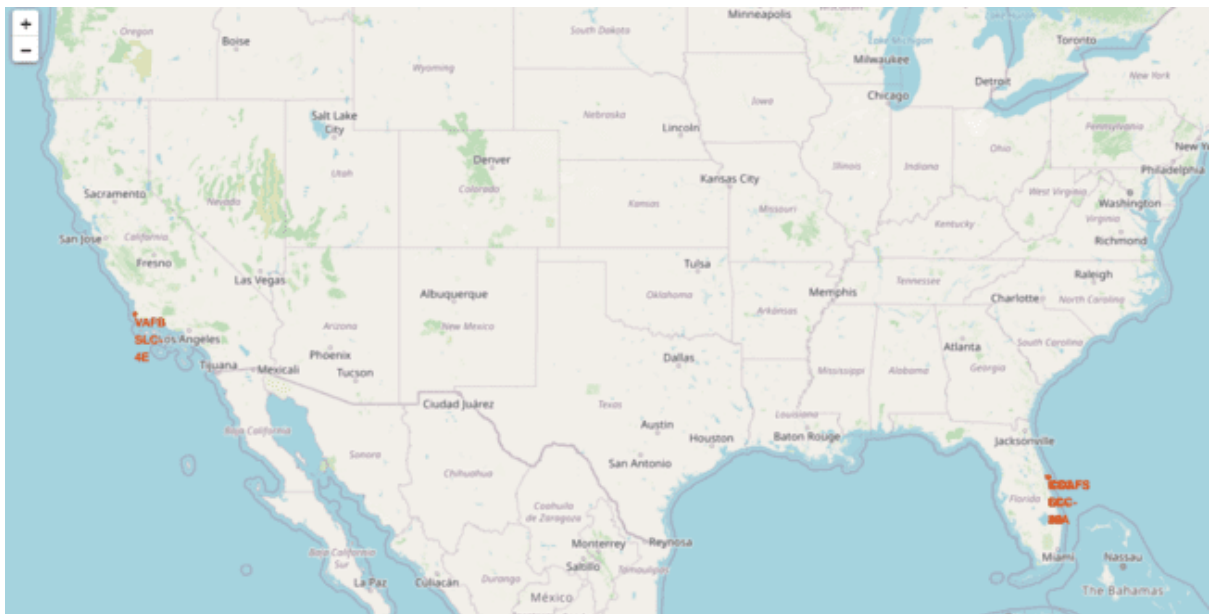 +
−
Minneapolis
Oregon
Boise
South Dakota
Toronto
Lake Michigan
Milwaukee
Wyoming
Detroit
New York
Chicago
Iowa
Salt Lake
City
Nebraska
Lincoln
Pennsylvania
Ohio
Illinois
Indiana
Denver
Utah
Colorado
Philadelphia
Kansas City
Sacramento
Nevada
Kansas
Missouri
West Virginia
Washington
Virginia
Kentucky
San Jose
California
Richmond
Fresno
Las Vegas
Tulsa
Raleigh
Tennessee
Albuquerque
Oklahoma
Memphis
Charlotte
North Carolina
VAFB
SLC-
4E
Los Angeles
Arizona
New Mexico
Arkansas
South Carolina
Atlanta
Georgia
Phoenix
Dallas
Tijuana
Mexicali
Tucson
Mississippi
Alabama
Ciudad Juárez
Texas
Louisiana
Austin
Houston
Baton Rouge
Jacksonville
Baja California
Sonora
San Antonio
Chihuahua
Florida
Coahuila
de Zaragoza
Monterrey
Reynosa
Miami
Nassau
Baja California
Sur
Saltillo
Tamaulipas
La Paz
Culiacán
Durango
The Bahamas
México